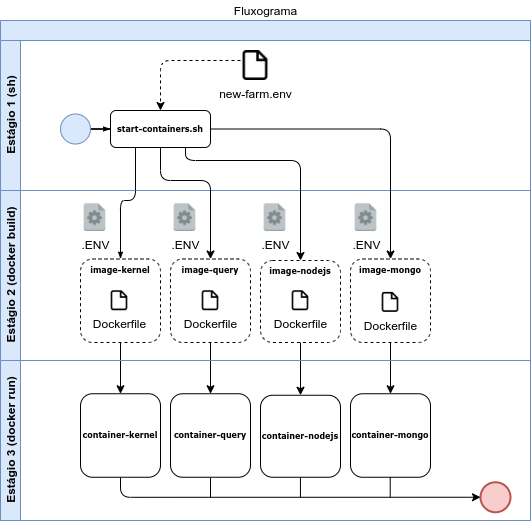 Fluxograma
Estágio 1 (sh)
new-farm.env
start-containers.sh
Estágio 2 (docker build)
.ENV
.ENV
.ENV
.ENV
image-kernel
image-query
image-nodejs
image-mongo
Dockerfile
Dockerfile
Dockerfile
Dockerfile
Estágio 3 (docker run)
container-kernel
container-query
container-nodejs
container-mongo